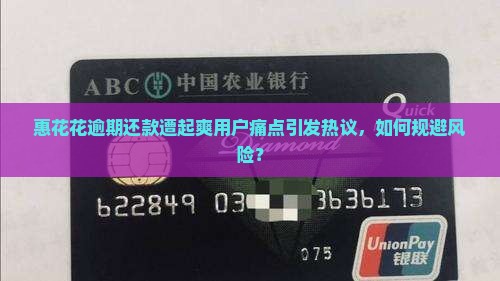 ABC 中国农业银行
Quick
惠花花逾期还款遭起爽用户痛点引发热议，如何规避风
险？
Diamond
622849 03 3636173
075
UnionPay
银联